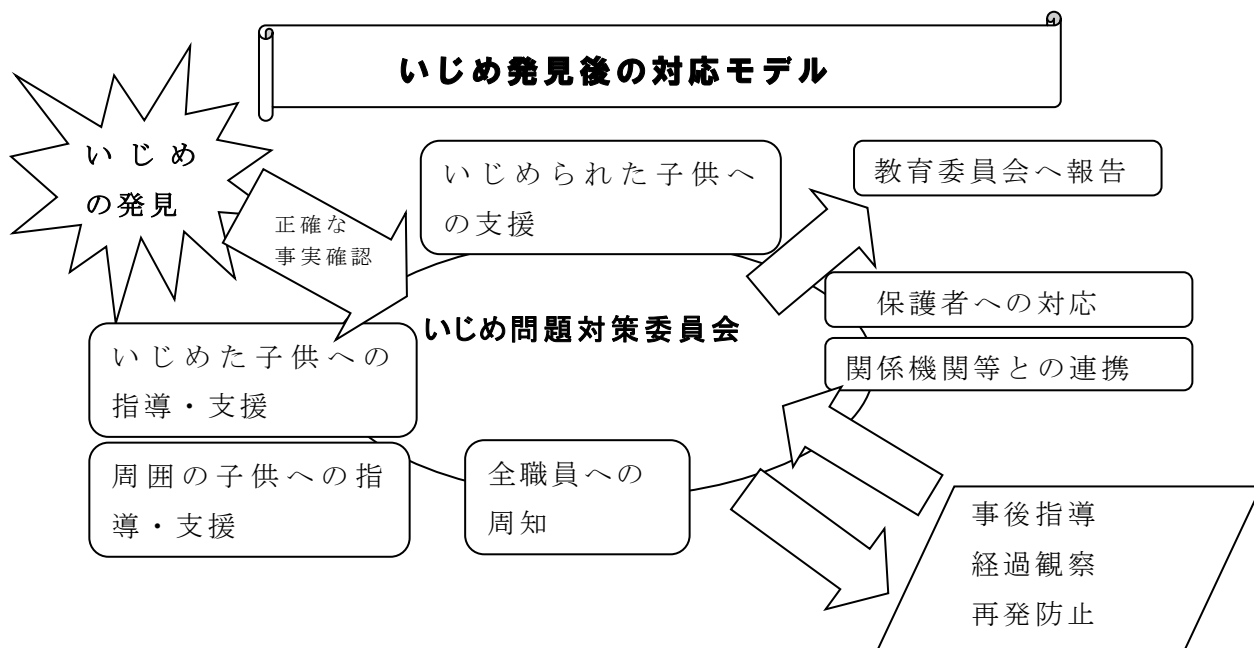 いじめ発見後の対応モデル
いじめ
の発見
正確な
事実確認
いじめられた子供へ
の支援
教育委員会へ報告
保護者への対応
いじめ問題対策委員会
関係機関等との連携
いじめた子供への
指導・支援
周囲の子供への指
導・支援
全職員への
周知
事後指導
経過観察
再発防止